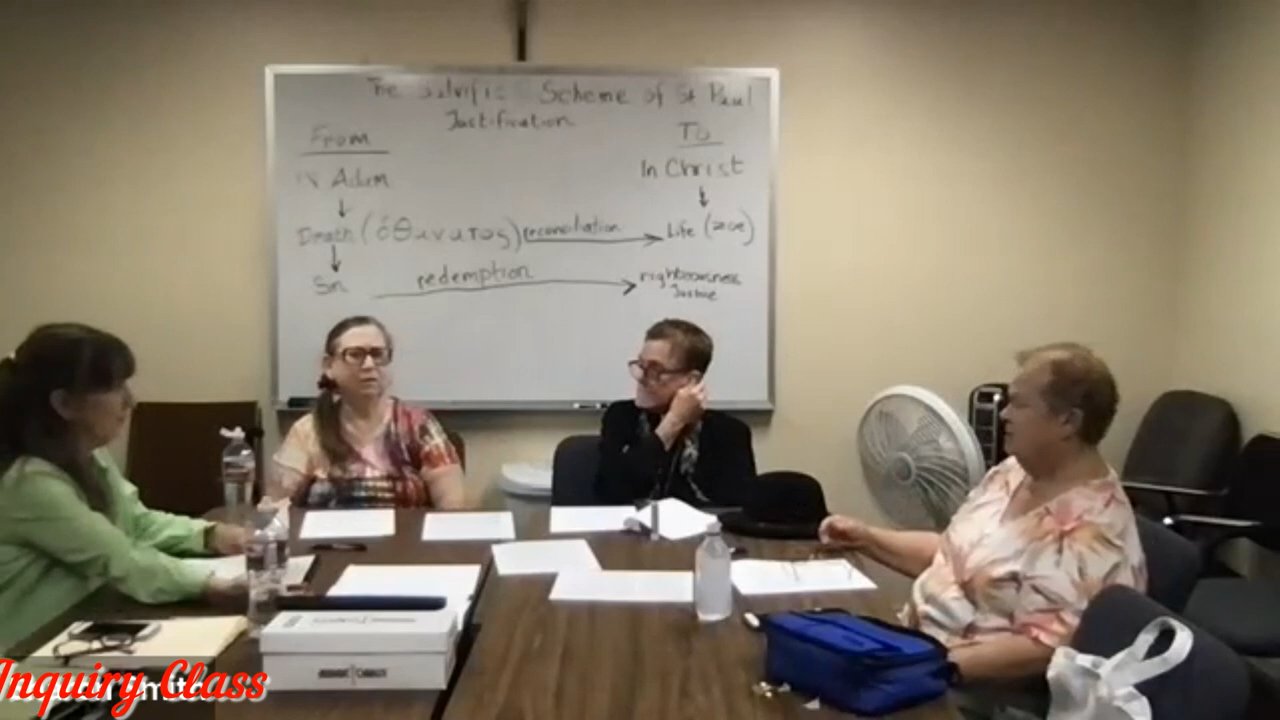 The Salvific Scheme of St Paul
Justification
From To
In Adam In Christ
Death (ὁ θανατος) reconciliation Life (zoe)
Sin redemption righteousness
Justice
Inquiry Class